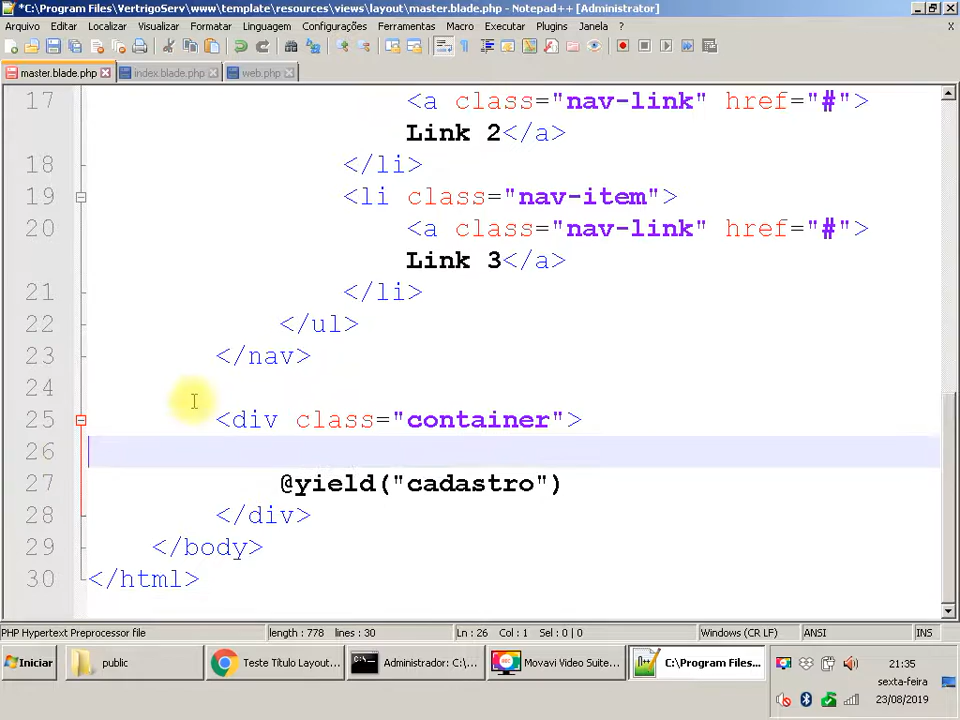 *C:\Program Files\VertrigoServ\www\template\resources\views\layout\master.blade.php - Notepad++ [Administrador]
Arquivo Editar Localizar Visualizar Formatar Linguagem Configurações Ferramentas Macro Executar Plugins Janela ? X
master.blade.php index.blade.php web.php
17 <a class="nav-link" href="#">
Link 2</a>
18 </li>
19 <li class="nav-item">
20 <a class="nav-link" href="#">
Link 3</a>
21 </li>
22 </ul>
23 </nav>
24
25 <div class="container">
26
27 @yield("cadastro")
28 </div>
29 </body>
30 </html>
PHP Hypertext Preprocessor file length : 778 lines : 30 Ln : 26 Col : 1 Sel : 0 | 0 Windows (CR LF) ANSI INS
Iniciar public Teste Título Layout... Administrador: C:\... Movavi Video Suite... C:\Program Files... 21:35
sexta-feira
23/08/2019